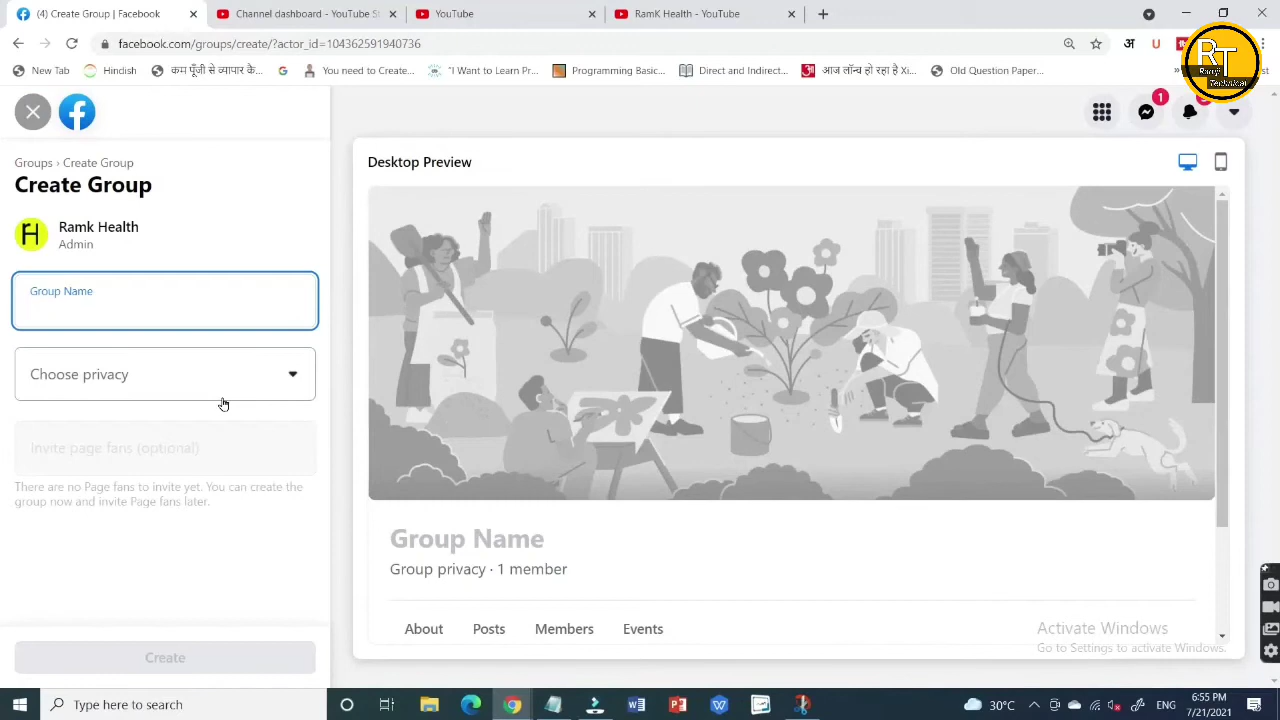 (4) Create Group | Facebook
Channel dashboard - YouTube St
Youtube
RamK Health - YouTube
facebook.com/groups/create/?actor_id=104362591940736
New Tab
Hindish
कम पूँजी से व्यापार के...
You need to Create...
"I Want to Learn Pr...
Programming Basic...
Direct and Indirect...
आज लॉन्च हो रहा है Xi...
Old Question Paper...
RT
Ramji
Technical
Groups › Create Group
Create Group
Ramk Health
Admin
Group Name
Choose privacy
Invite page fans (optional)
There are no Page fans to invite yet. You can create the
group now and invite Page fans later.
Create
1
Desktop Preview
Group Name
Group privacy · 1 member
About
Posts
Members
Events
Activate Windows
Go to Settings to activate Windows.
Type here to search
30°C
6:55 PM
7/21/2021